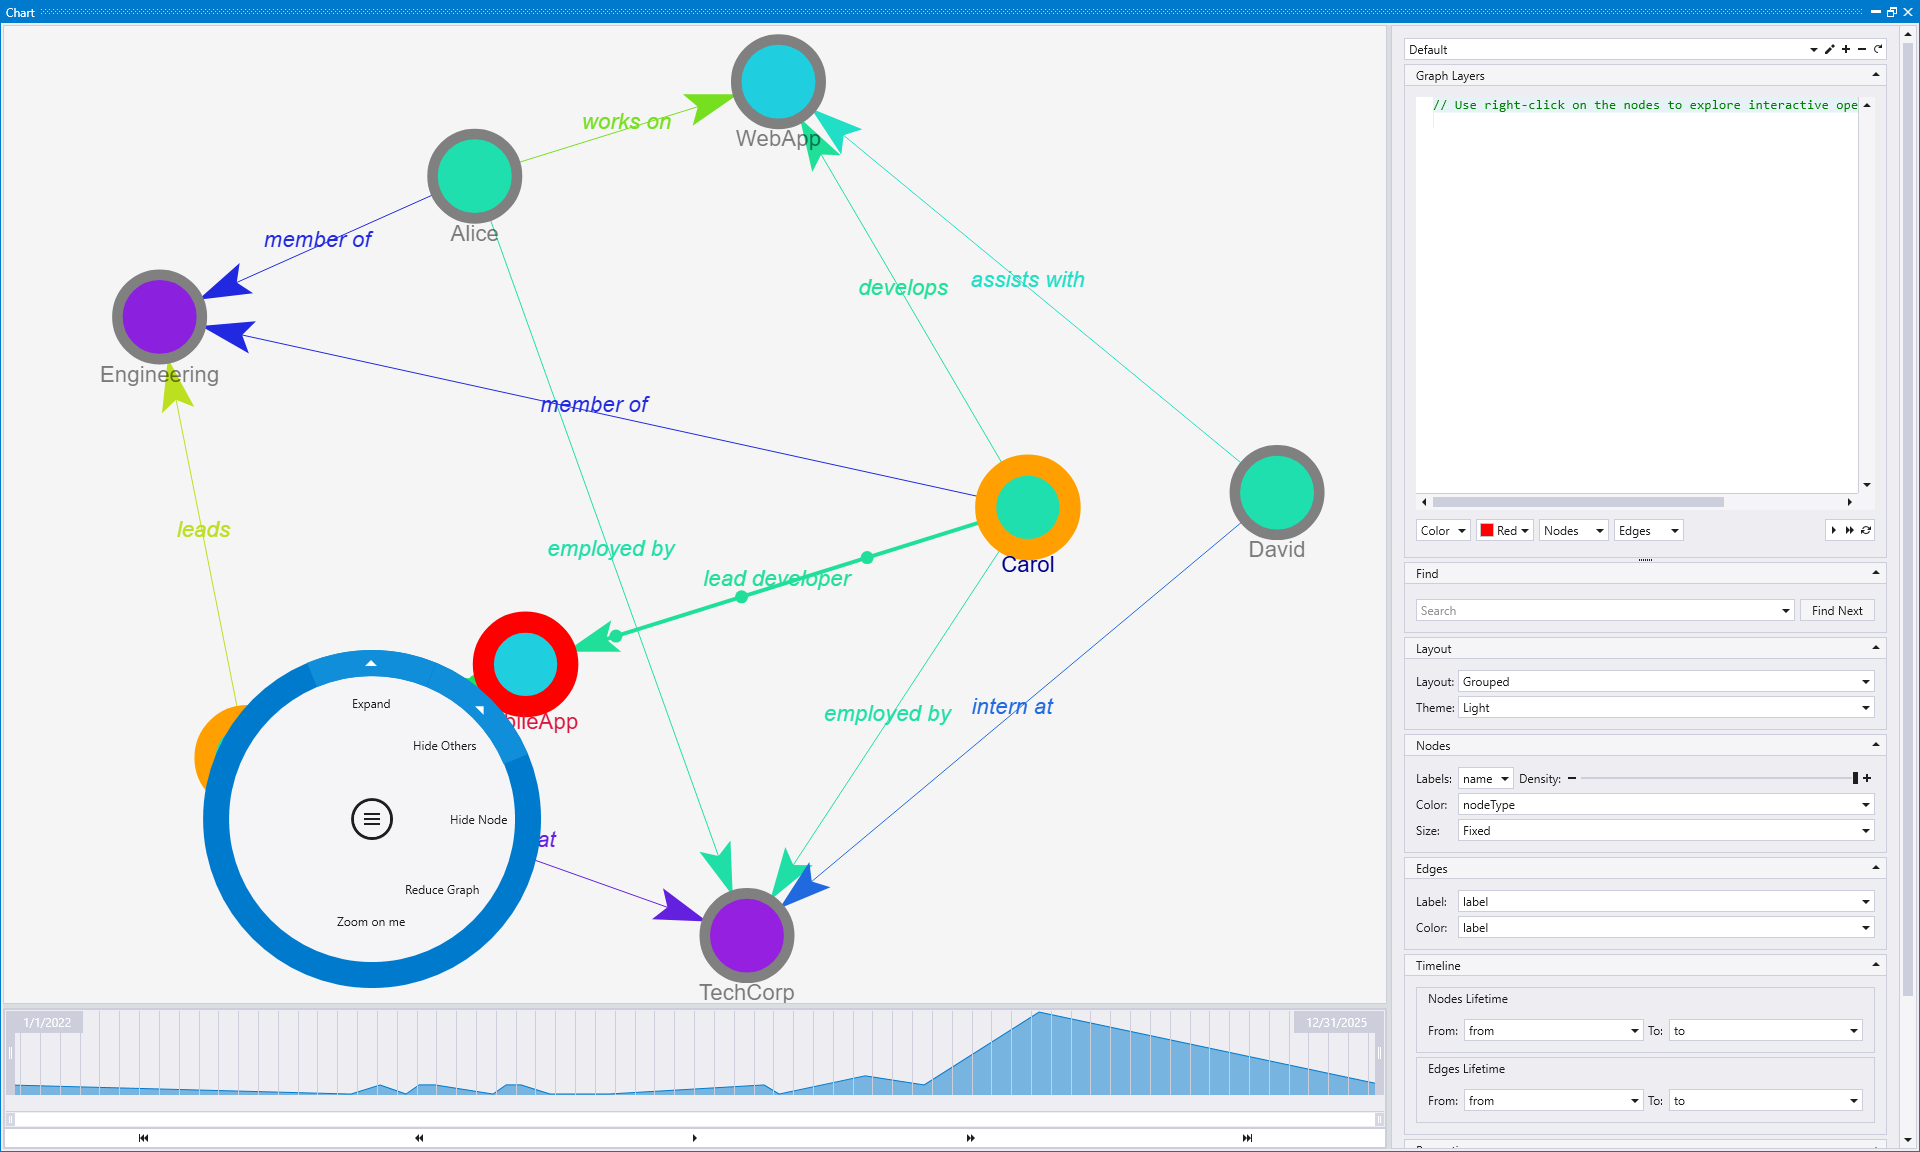 Chart
works on
WebApp
Alice
member of
Engineering
develops
assists with
member of
leads
employed by
lead developer
Carol
David
Expand
Hide Others
Hide Node
Reduce Graph
Zoom on me
at
employed by
intern at
TechCorp
1/1/2022
12/31/2025
Default
Graph Layers
// Use right-click on the nodes to explore interactive ope
Color
Red
Nodes
Edges
Find
Search
Find Next
Layout
Layout: Grouped
Theme: Light
Nodes
Labels: name Density:
Color: nodeType
Size: Fixed
Edges
Label: label
Color: label
Timeline
Nodes Lifetime
From: from To: to
Edges Lifetime
From: from To: to